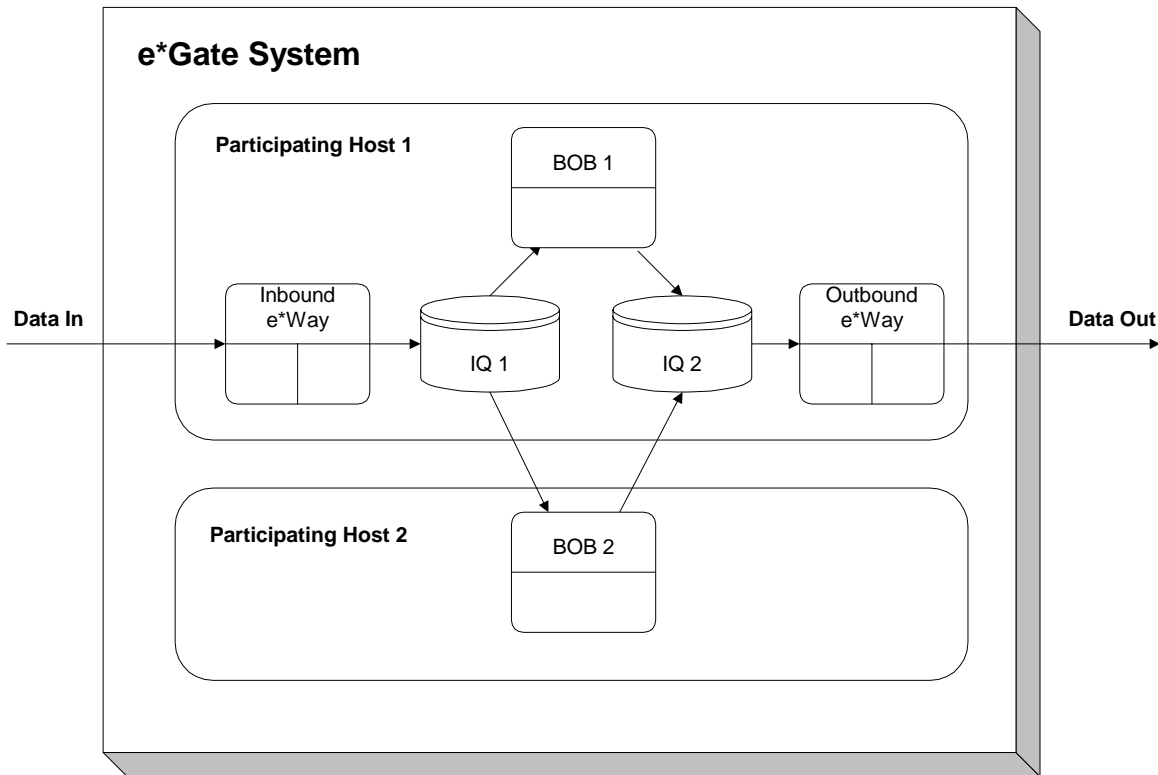 e*Gate System
Participating Host 1
BOB 1
Inbound
e*Way
Outbound
e*Way
Data In
Data Out
IQ 1
IQ 2
Participating Host 2
BOB 2